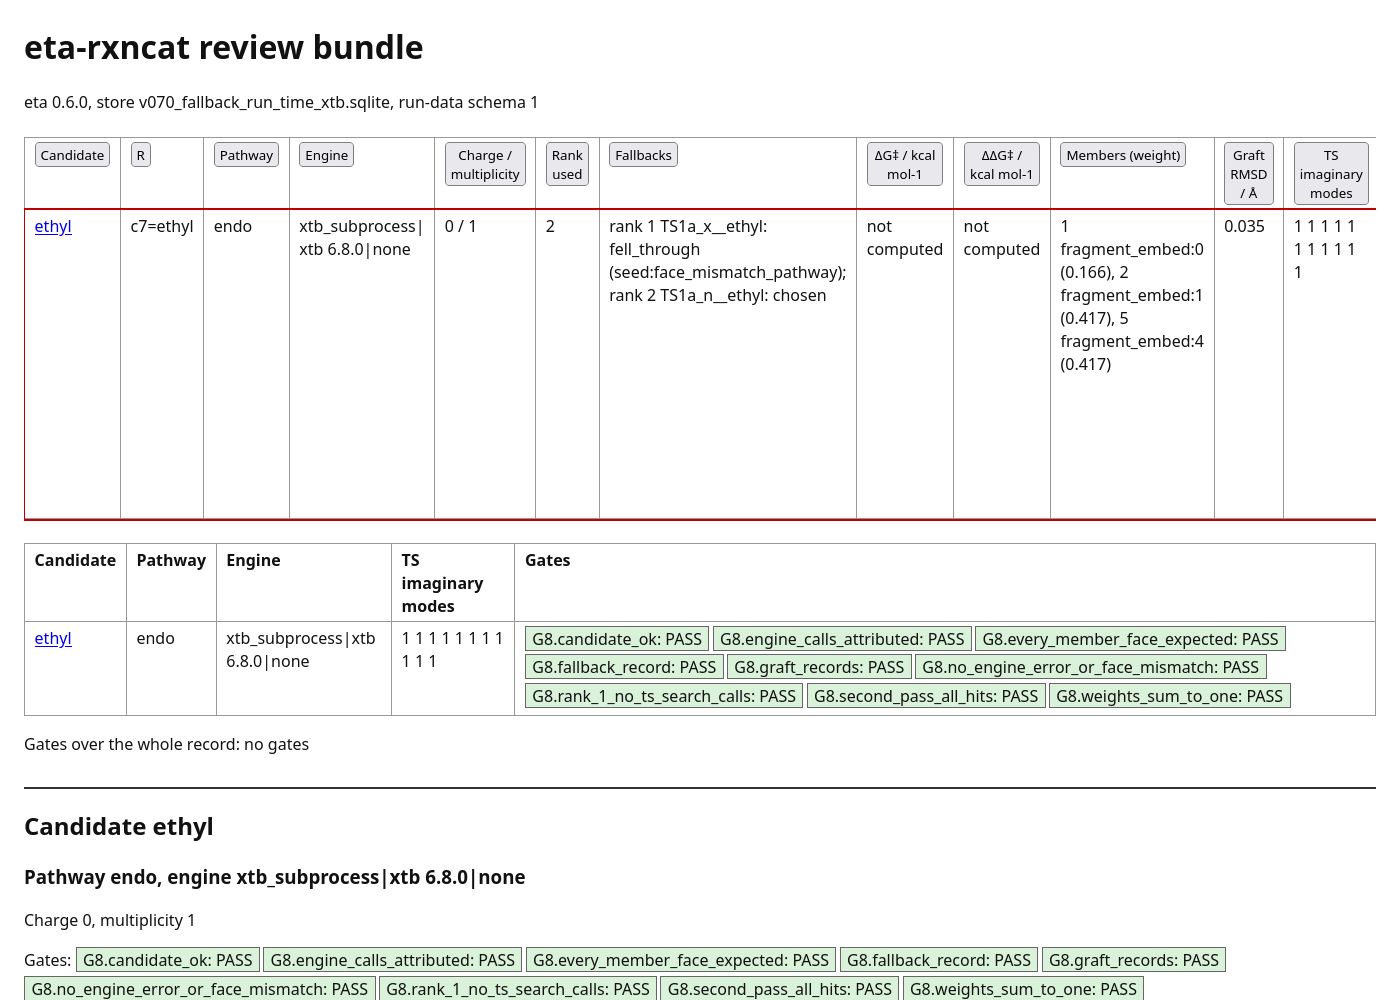 eta-rxncat review bundle
eta 0.6.0, store v070_fallback_run_time_xtb.sqlite, run-data schema 1
Candidate
R
Pathway
Engine
Charge /
multiplicity
Rank
used
Fallbacks
ΔG‡ / kcal
mol-1
ΔΔG‡ /
kcal mol-1
Members (weight)
Graft
RMSD
/ Å
TS
imaginary
modes
ethyl
c7=ethyl
endo
xtb_subprocess|
xtb 6.8.0|none
0 / 1
2
rank 1 TS1a_x__ethyl:
fell_through
(seed:face_mismatch_pathway);
rank 2 TS1a_n__ethyl: chosen
not
computed
not
computed
1
fragment_embed:0
(0.166), 2
fragment_embed:1
(0.417), 5
fragment_embed:4
(0.417)
0.035
1 1 1 1 1
1 1 1 1 1
1
Candidate
Pathway
Engine
TS
imaginary
modes
Gates
ethyl
endo
xtb_subprocess|xtb
6.8.0|none
1 1 1 1 1 1 1 1
1 1 1
G8.candidate_ok: PASS G8.engine_calls_attributed: PASS G8.every_member_face_expected: PASS
G8.fallback_record: PASS G8.graft_records: PASS G8.no_engine_error_or_face_mismatch: PASS
G8.rank_1_no_ts_search_calls: PASS G8.second_pass_all_hits: PASS G8.weights_sum_to_one: PASS
Gates over the whole record: no gates
Candidate ethyl
Pathway endo, engine xtb_subprocess|xtb 6.8.0|none
Charge 0, multiplicity 1
Gates: G8.candidate_ok: PASS G8.engine_calls_attributed: PASS G8.every_member_face_expected: PASS G8.fallback_record: PASS G8.graft_records: PASS
G8.no_engine_error_or_face_mismatch: PASS G8.rank_1_no_ts_search_calls: PASS G8.second_pass_all_hits: PASS G8.weights_sum_to_one: PASS